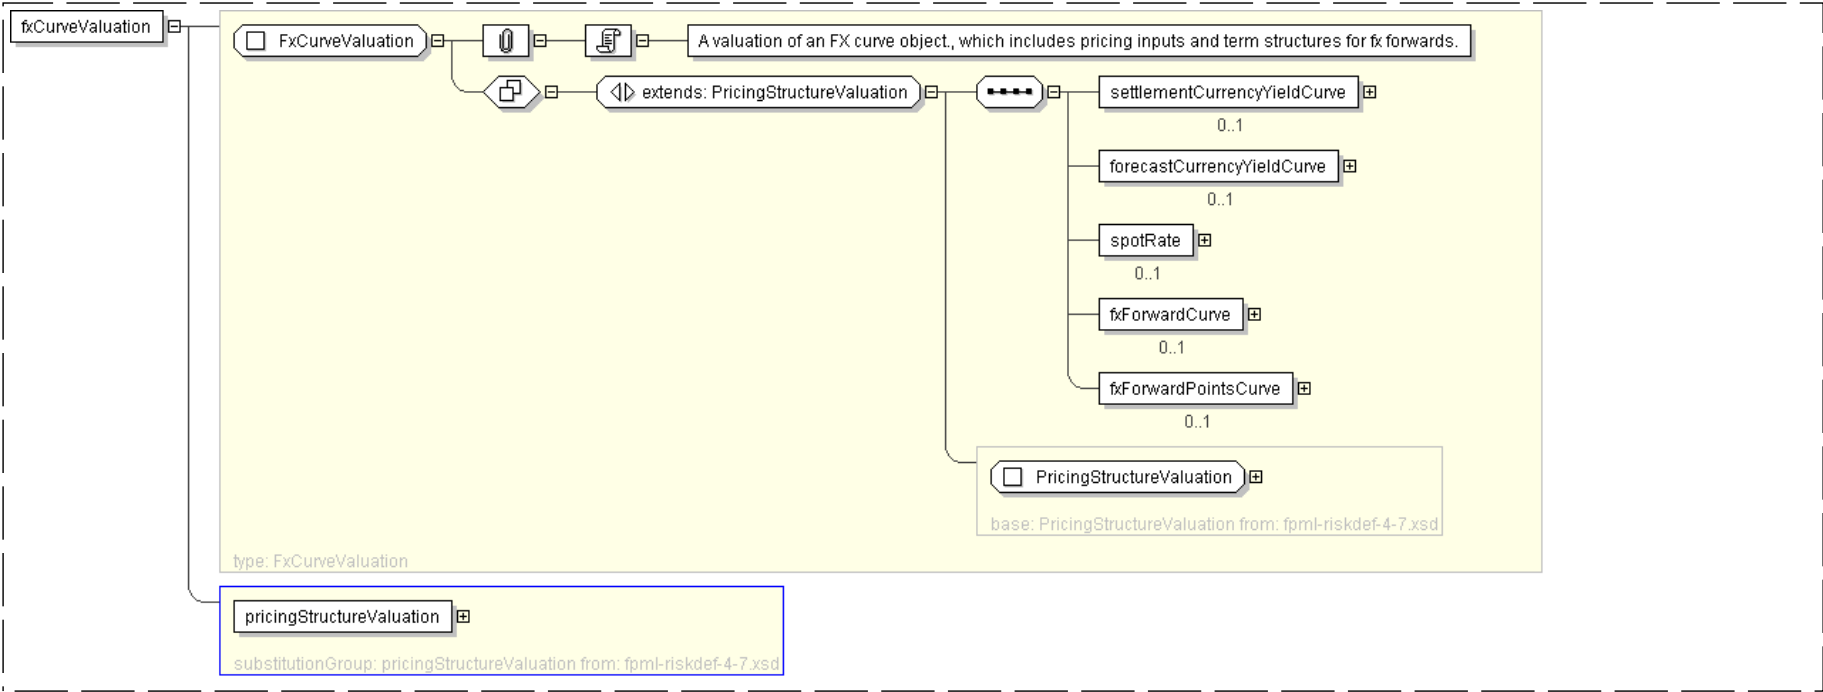 fxCurveValuation
FxCurveValuation
A valuation of an FX curve object., which includes pricing inputs and term structures for fx forwards.
extends: PricingStructureValuation
settlementCurrencyYieldCurve
0..1
forecastCurrencyYieldCurve
0..1
spotRate
0..1
fxForwardCurve
0..1
fxForwardPointsCurve
0..1
PricingStructureValuation
base: PricingStructureValuation from: fpml-riskdef-4-7.xsd
type: FxCurveValuation
pricingStructureValuation
substitutionGroup: pricingStructureValuation from: fpml-riskdef-4-7.xsd